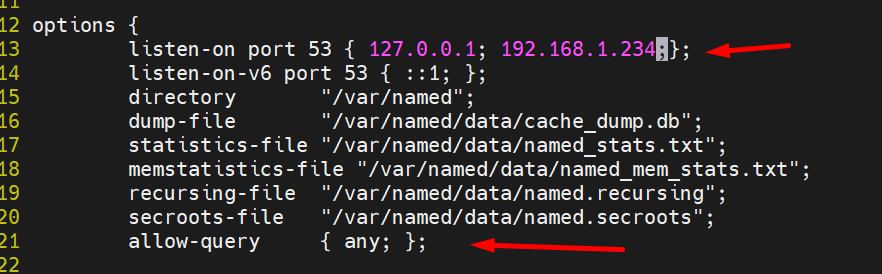 11
12 options {
13         listen-on port 53 { 127.0.0.1; 192.168.1.234;};
14         listen-on-v6 port 53 { ::1; };
15         directory       "/var/named";
16         dump-file       "/var/named/data/cache_dump.db";
17         statistics-file "/var/named/data/named_stats.txt";
18         memstatistics-file "/var/named/data/named_mem_stats.txt";
19         recursing-file  "/var/named/data/named.recursing";
20         secroots-file   "/var/named/data/named.secroots";
21         allow-query     { any; };
22